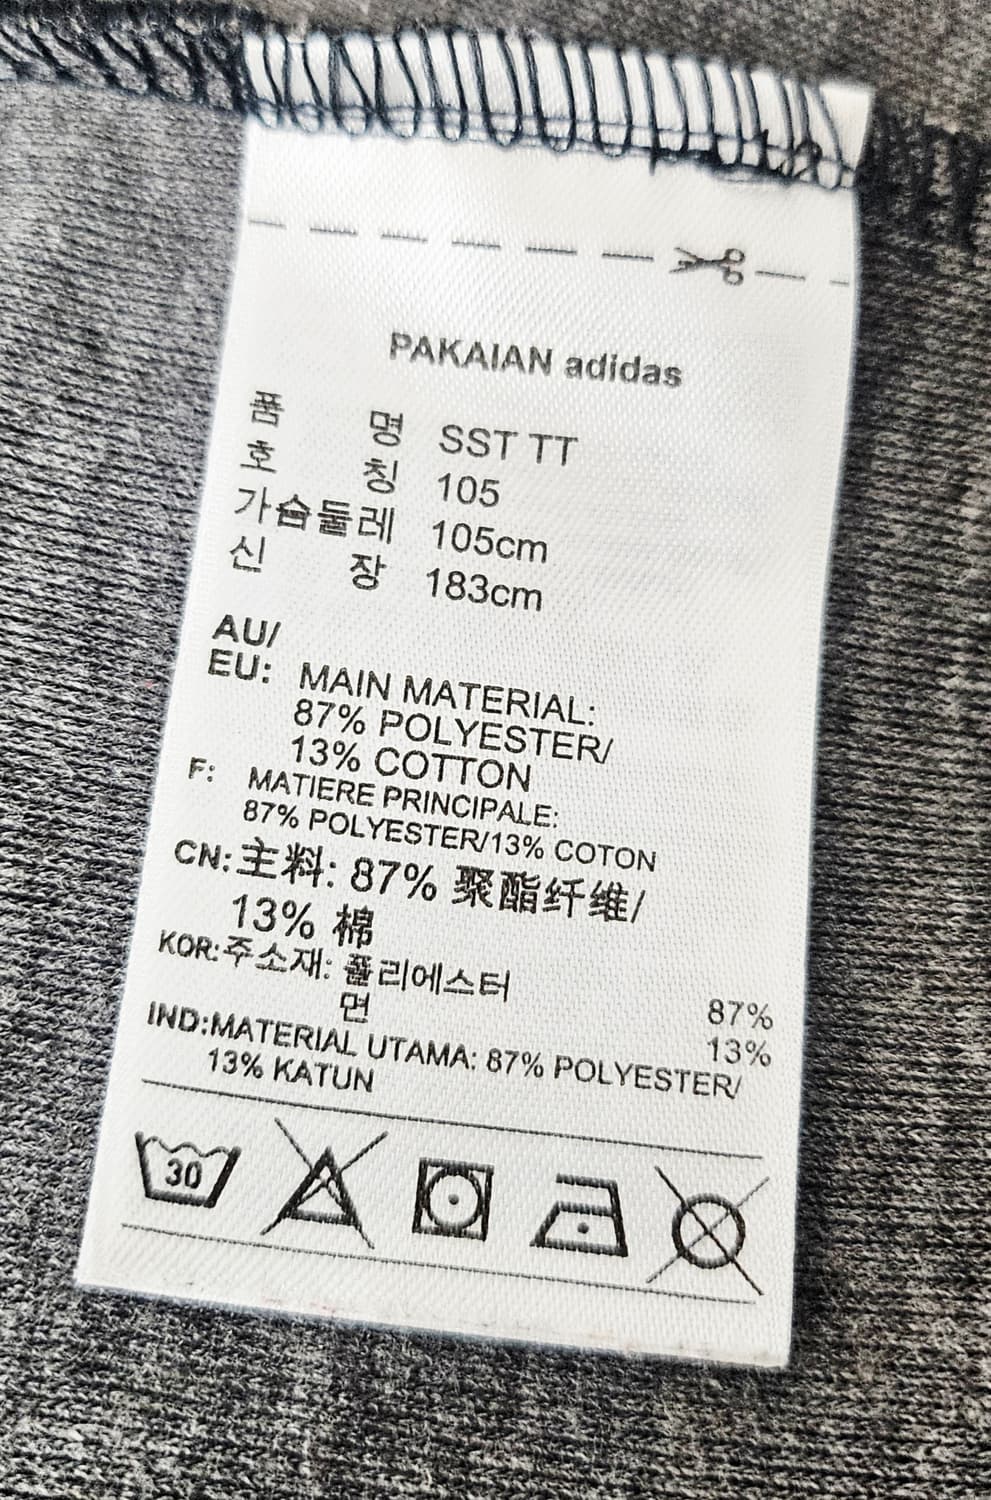 PAKAIAN adidas
품 명 SST TT
호 칭 105
가슴둘레 105cm
신 장 183cm
AU/
EU: MAIN MATERIAL:
87% POLYESTER/
13% COTTON
F: MATIERE PRINCIPALE:
87% POLYESTER/13% COTON
CN:主料: 87% 聚酯纤维/
13% 棉
KOR:주소재: 폴리에스터 87%
면 13%
IND:MATERIAL UTAMA: 87% POLYESTER/
13% KATUN
30